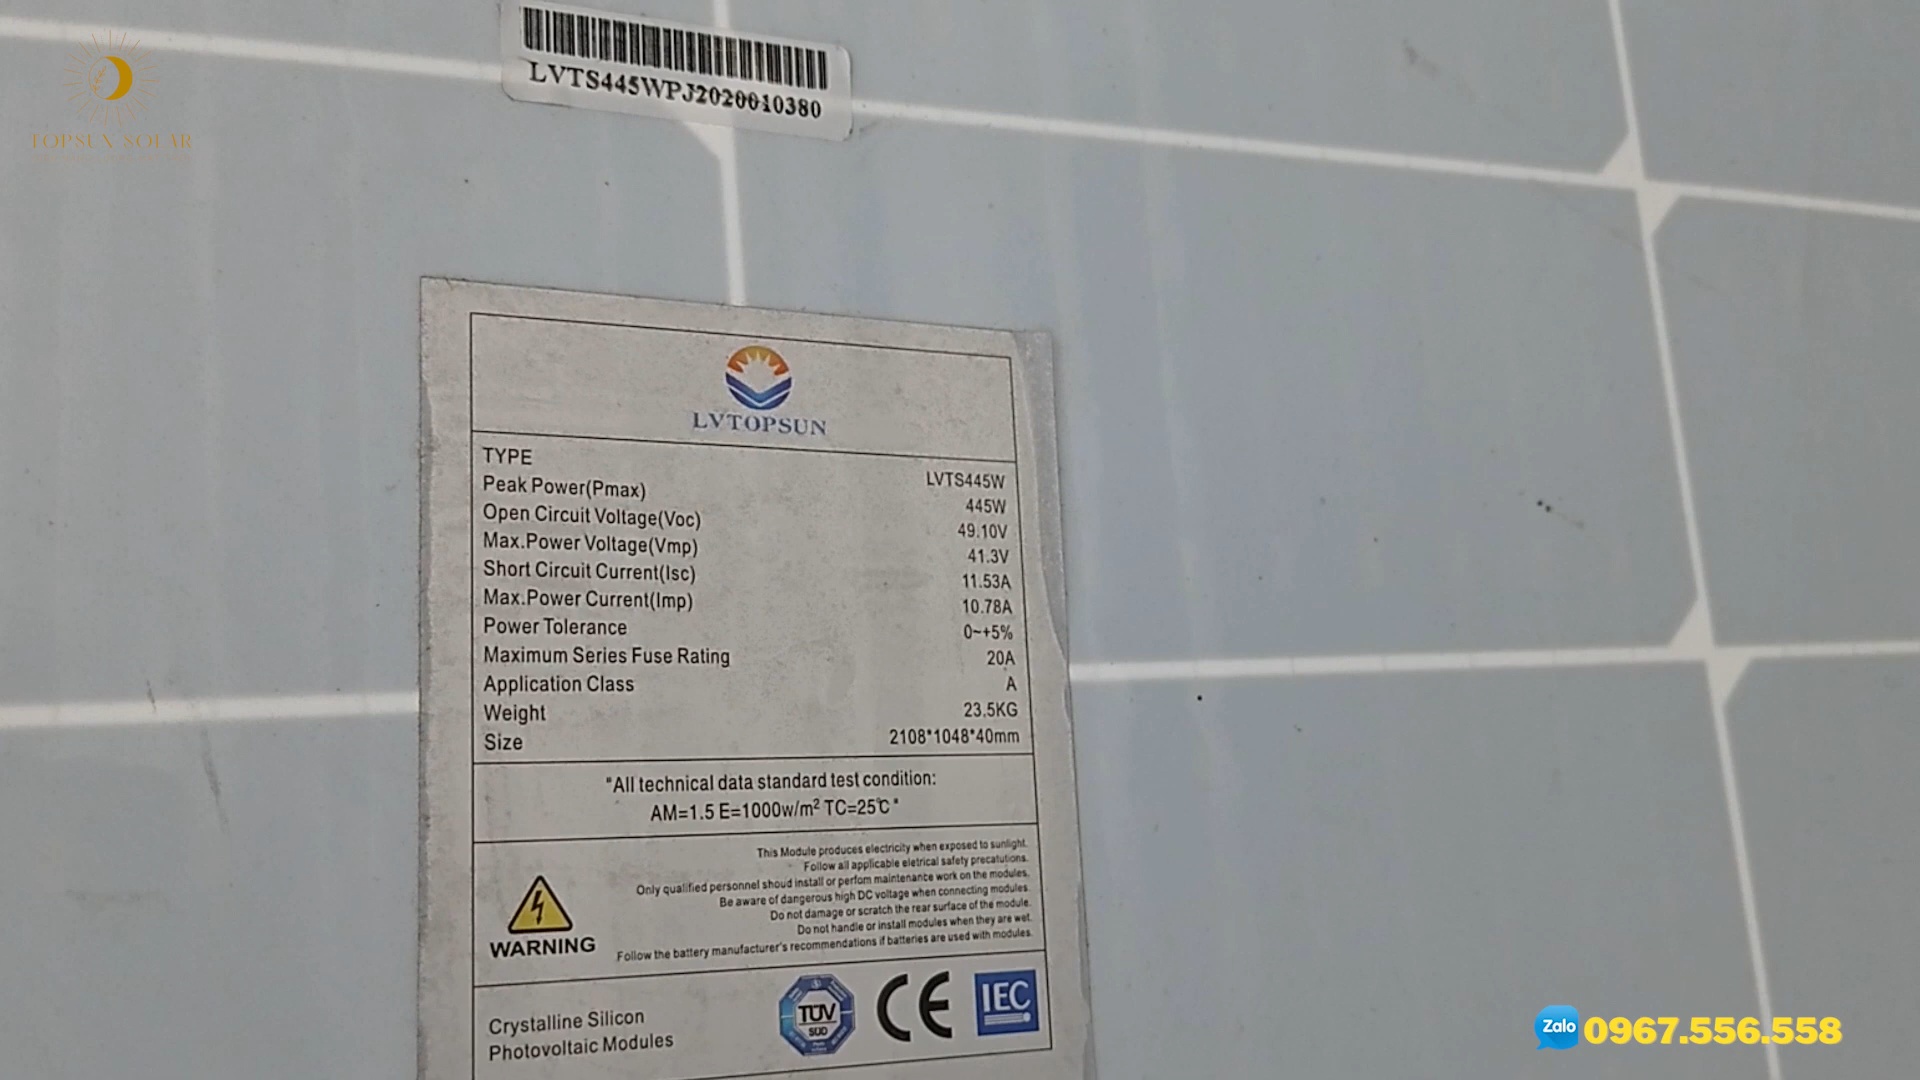 LVTS445WPJ2020010380
TOPSUN SOLAR
LVTOPSUN
TYPE LVTS445W
Peak Power(Pmax) 445W
Open Circuit Voltage(Voc) 49.10V
Max.Power Voltage(Vmp) 41.3V
Short Circuit Current(Isc) 11.53A
Max.Power Current(Imp) 10.78A
Power Tolerance 0~+5%
Maximum Series Fuse Rating 20A
Application Class A
Weight 23.5KG
Size 2108*1048*40mm
"All technical data standard test condition:
AM=1.5 E=1000w/m² TC=25℃"
This Module produces electricity when exposed to sunlight.
Follow all applicable eletrical safety precatutions.
Only qualified personnel shoud install or perfom maintenance work on the modules.
Be aware of dangerous high DC voltage when connecting modules.
Do not damage or scratch the rear surface of the module.
Do not handle or install modules when they are wet.
Follow the battery manufacturer's recommendations if batteries are used with modules.
WARNING
Crystalline Silicon
Photovoltaic Modules
TÜV
SÜD
CE
IEC
Zalo 0967.556.558